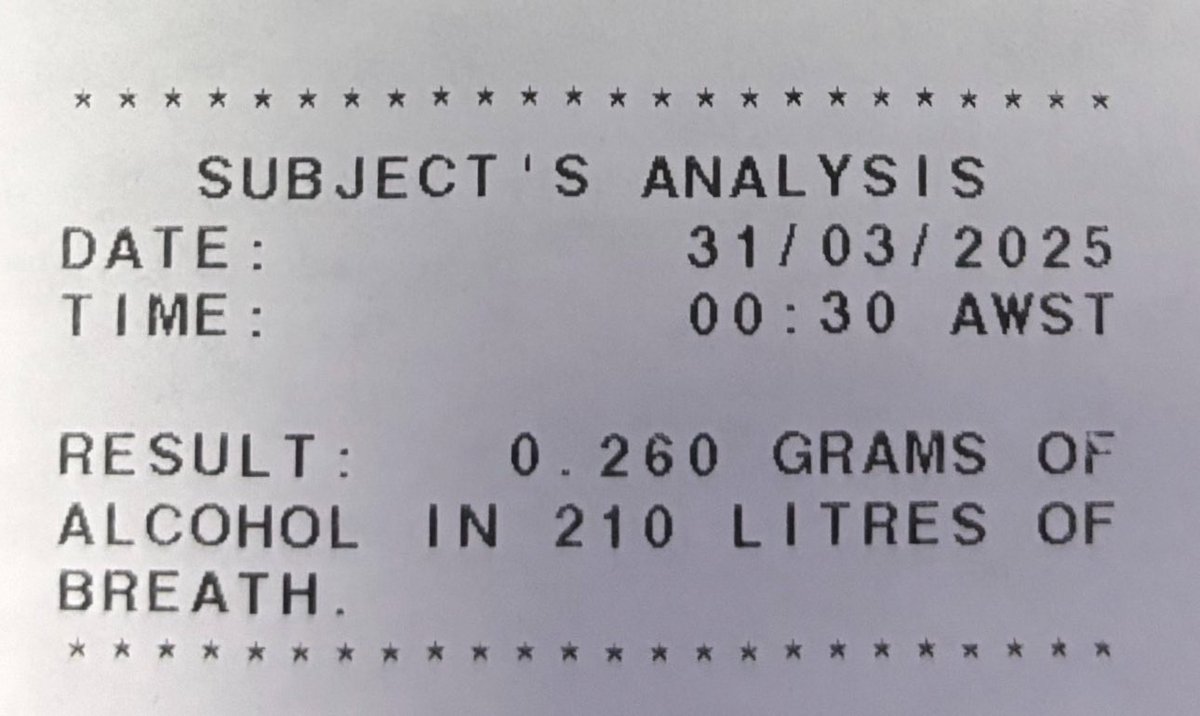 * * * * * * * * * * * * * * * * * * * * * * * *
SUBJECT'S ANALYSIS
DATE: 31/03/2025
TIME: 00:30 AWST
RESULT: 0.260 GRAMS OF
ALCOHOL IN 210 LITRES OF
BREATH.
* * * * * * * * * * * * * * * * * * * * * * * *